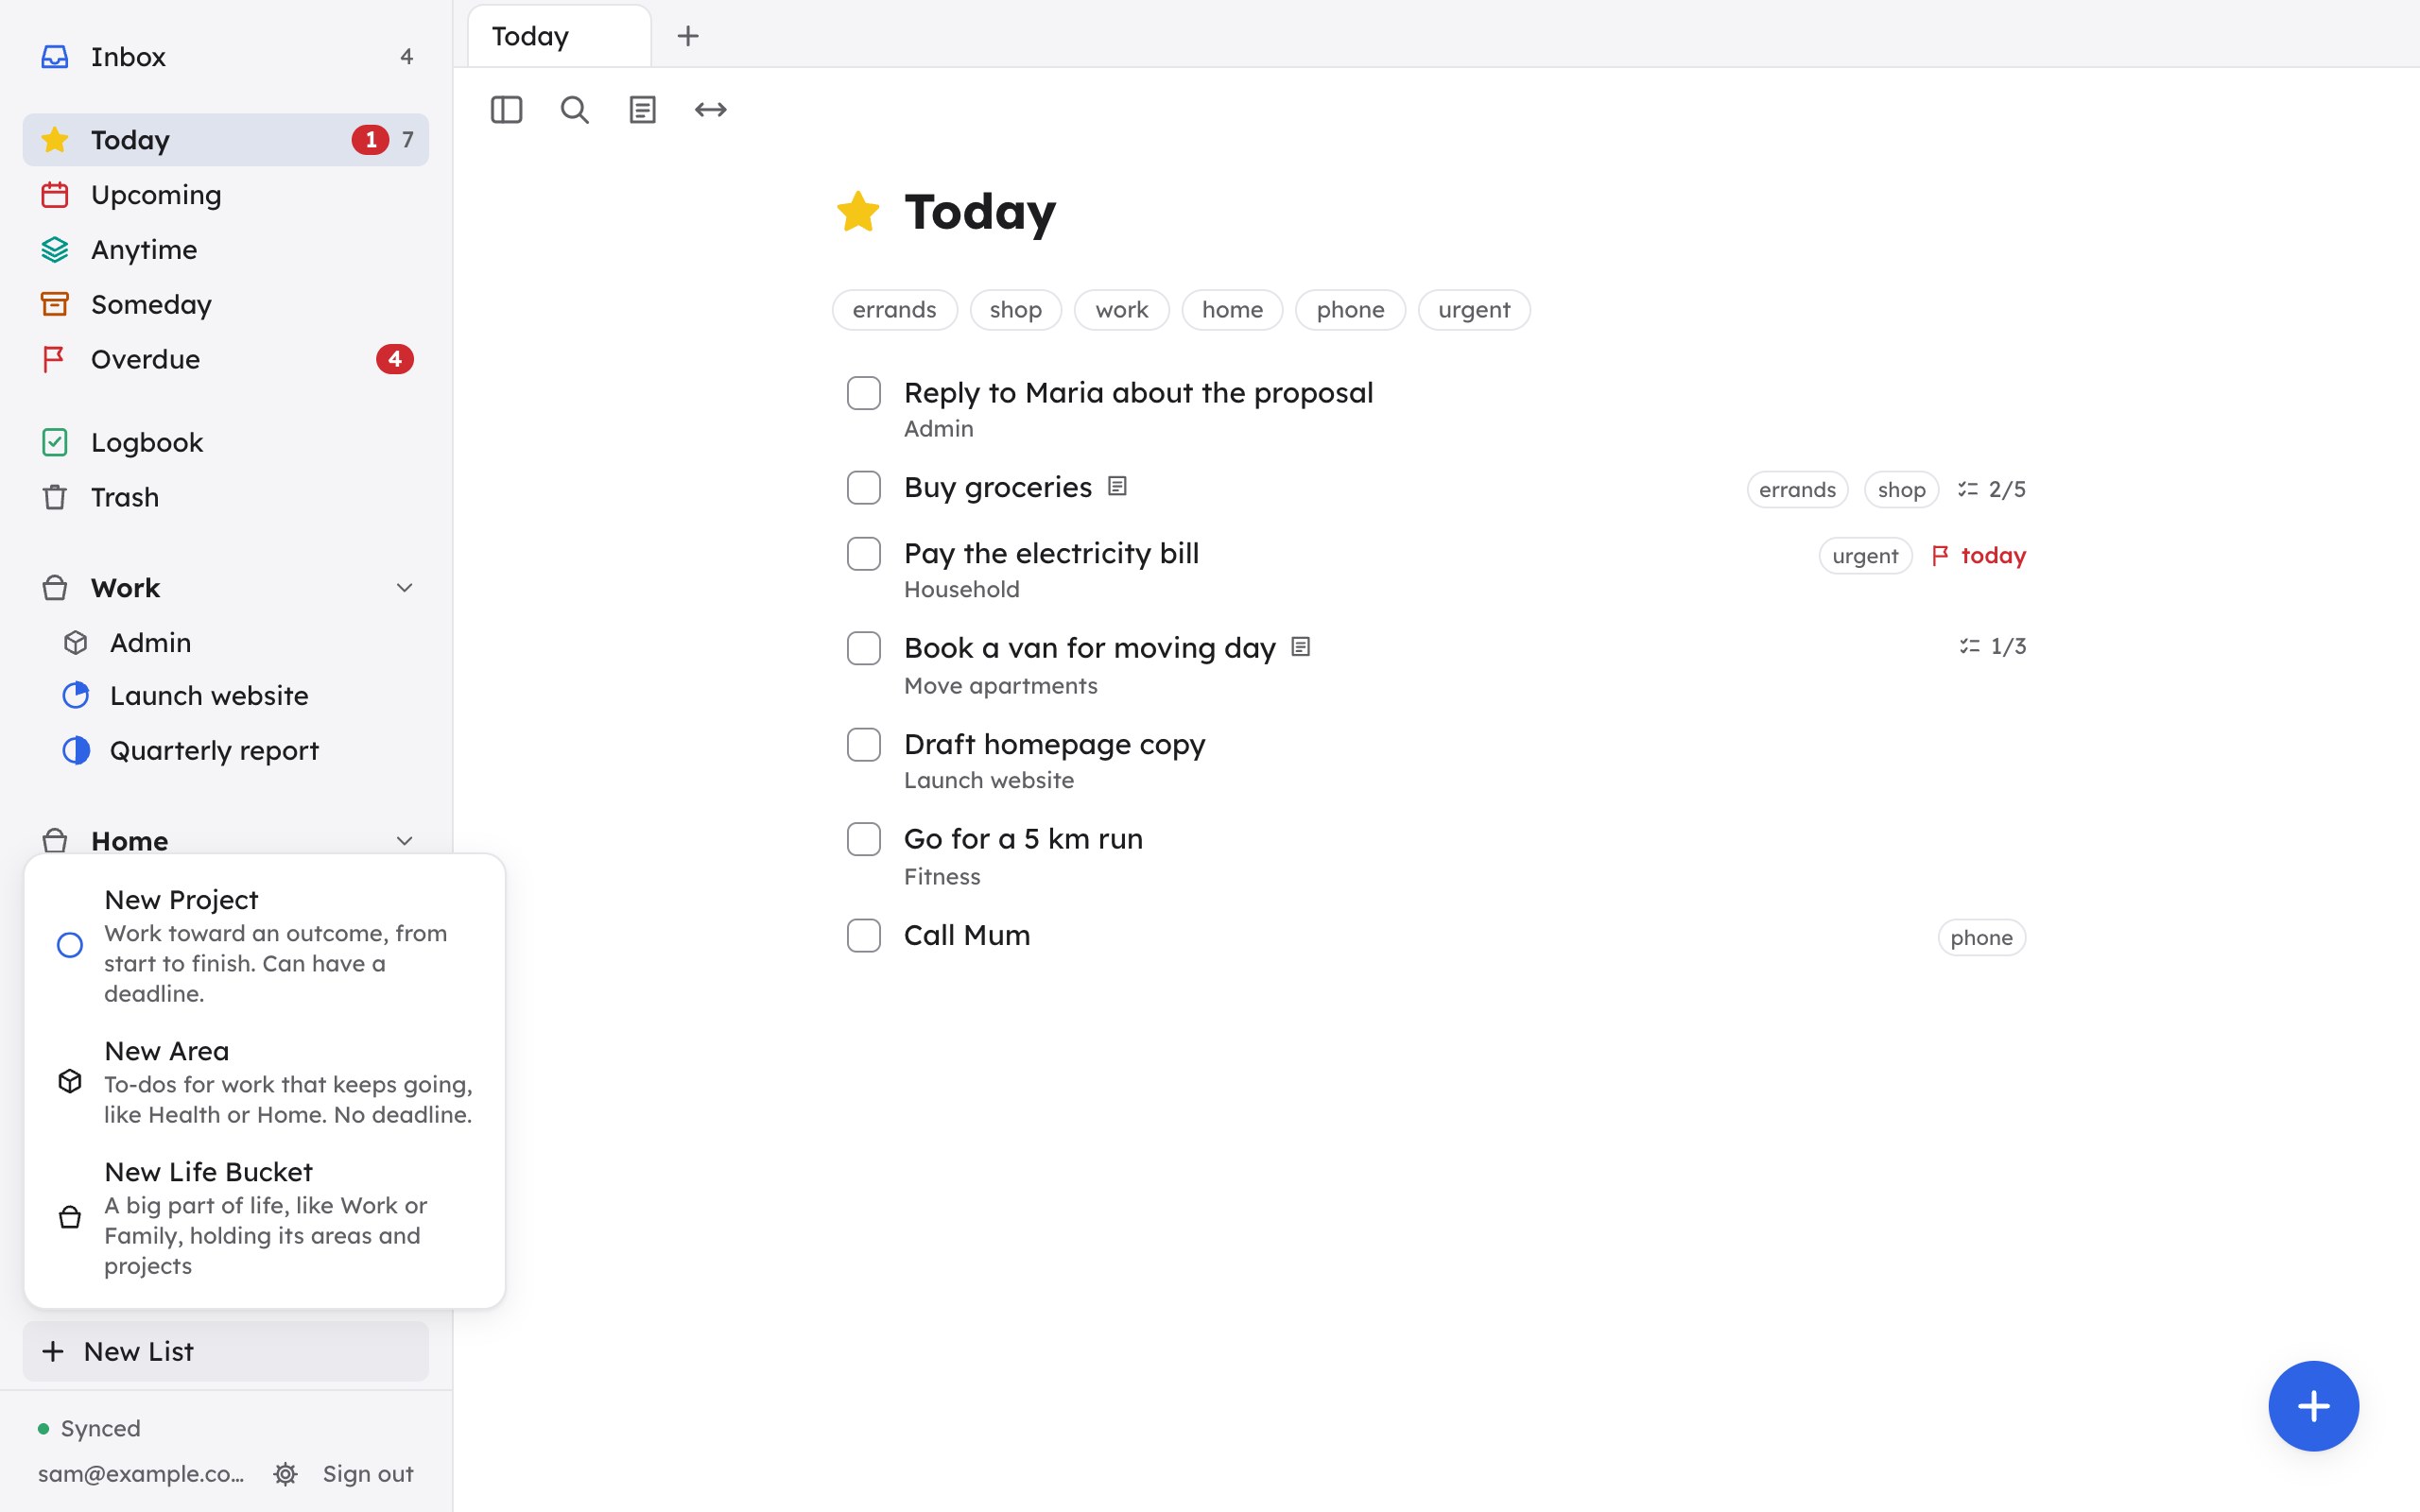 Inbox 4
Today 1 7
Upcoming
Anytime
Someday
Overdue 4
Logbook
Trash
Work
Admin
Launch website
Quarterly report
Home
New Project
Work toward an outcome, from
start to finish. Can have a
deadline.
New Area
To-dos for work that keeps going,
like Health or Home. No deadline.
New Life Bucket
A big part of life, like Work or
Family, holding its areas and
projects
New List
Synced
sam@example.co... Sign out
Today
Today
errands shop work home phone urgent
Reply to Maria about the proposal
Admin
Buy groceries errands shop 2/5
Pay the electricity bill urgent today
Household
Book a van for moving day 1/3
Move apartments
Draft homepage copy
Launch website
Go for a 5 km run
Fitness
Call Mum phone